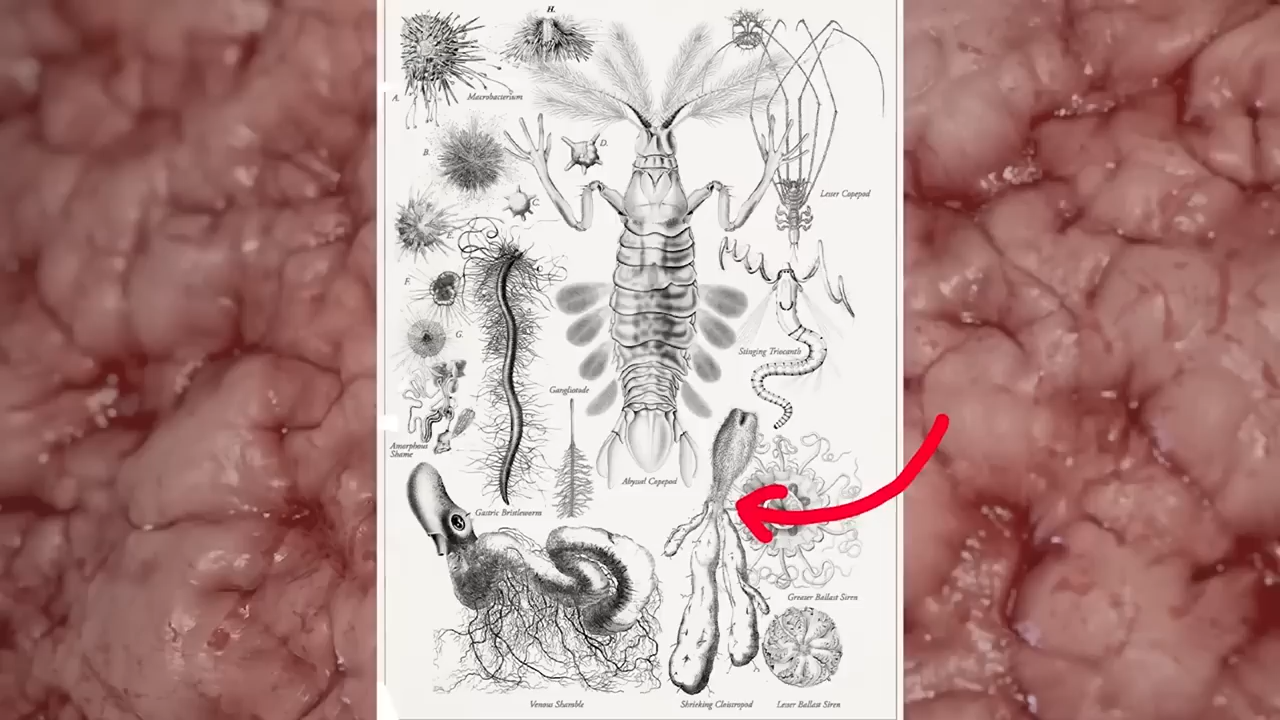 H.
A.
Macrobacterium
B.
D.
C.
Lesser Copepod
F.
G.
Stinging Triocanth
Gangliotode
Amorphous
Shame
Abyssal Copepod
Gastric Bristleworm
Greater Ballast Siren
Venous Shamble
Shrieking Cleistropod
Lesser Ballast Siren